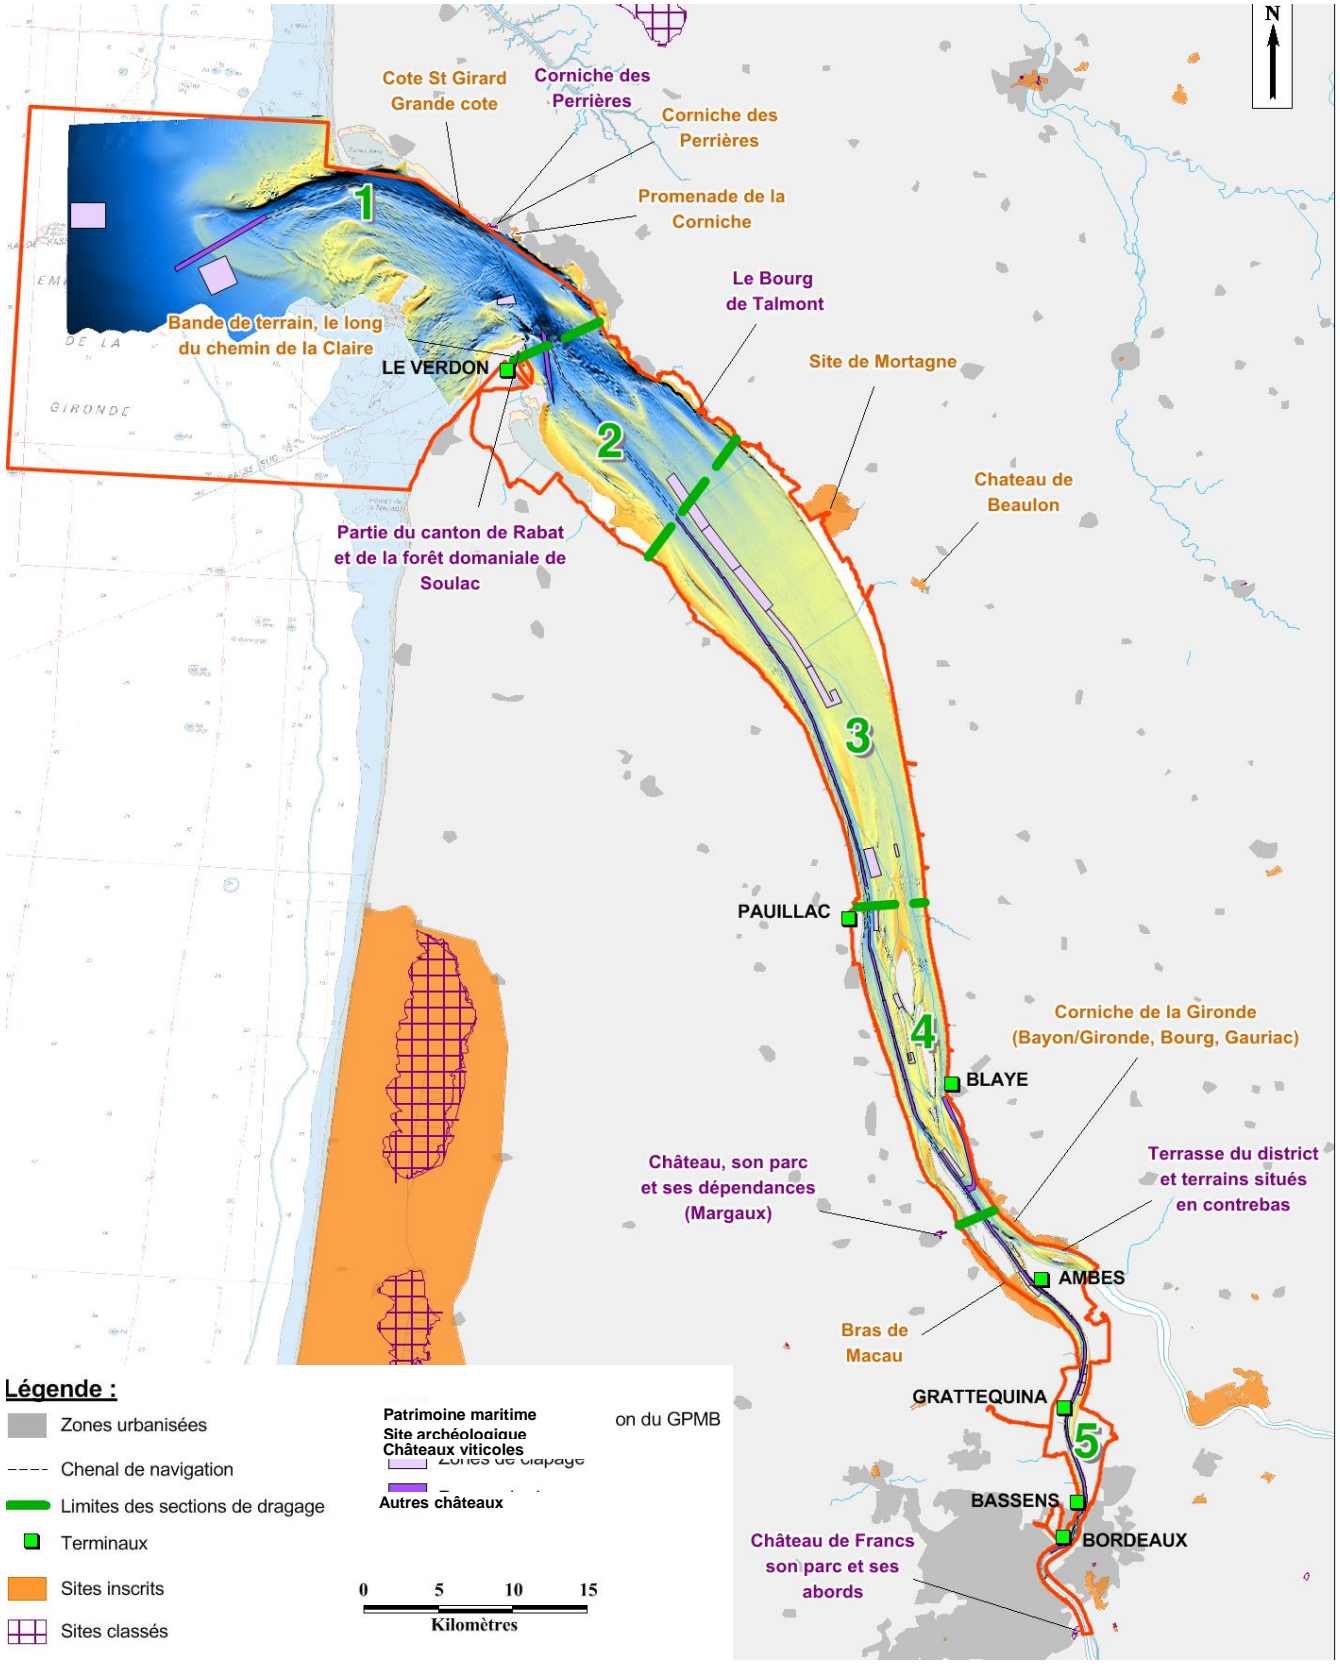 N
Cote St Girard
Grande cote
Corniche des
Perrières
Corniche des
Perrières
Promenade de la
Corniche
1
Le Bourg
de Talmont
Bande de terrain, le long
du chemin de la Claire
DE LA
GIRONDE
LE VERDON
Site de Mortagne
2
Chateau de
Beaulon
Partie du canton de Rabat
et de la forêt domaniale de
Soulac
3
PAUILLAC
4
Corniche de la Gironde
(Bayon/Gironde, Bourg, Gauriac)
BLAYE
Château, son parc
et ses dépendances
(Margaux)
Terrasse du district
et terrains situés
en contrebas
AMBES
Bras de
Macau
GRATTEQUINA
5
BASSENS
BORDEAUX
Château de Francs
son parc et ses
abords
Légende :
Zones urbanisées
Chenal de navigation
Limites des sections de dragage
Terminaux
Sites inscrits
Sites classés
Patrimoine maritime
Site archéologique
Châteaux viticoles
Zones de clapage
Autres châteaux
on du GPMB
0 5 10 15
Kilomètres